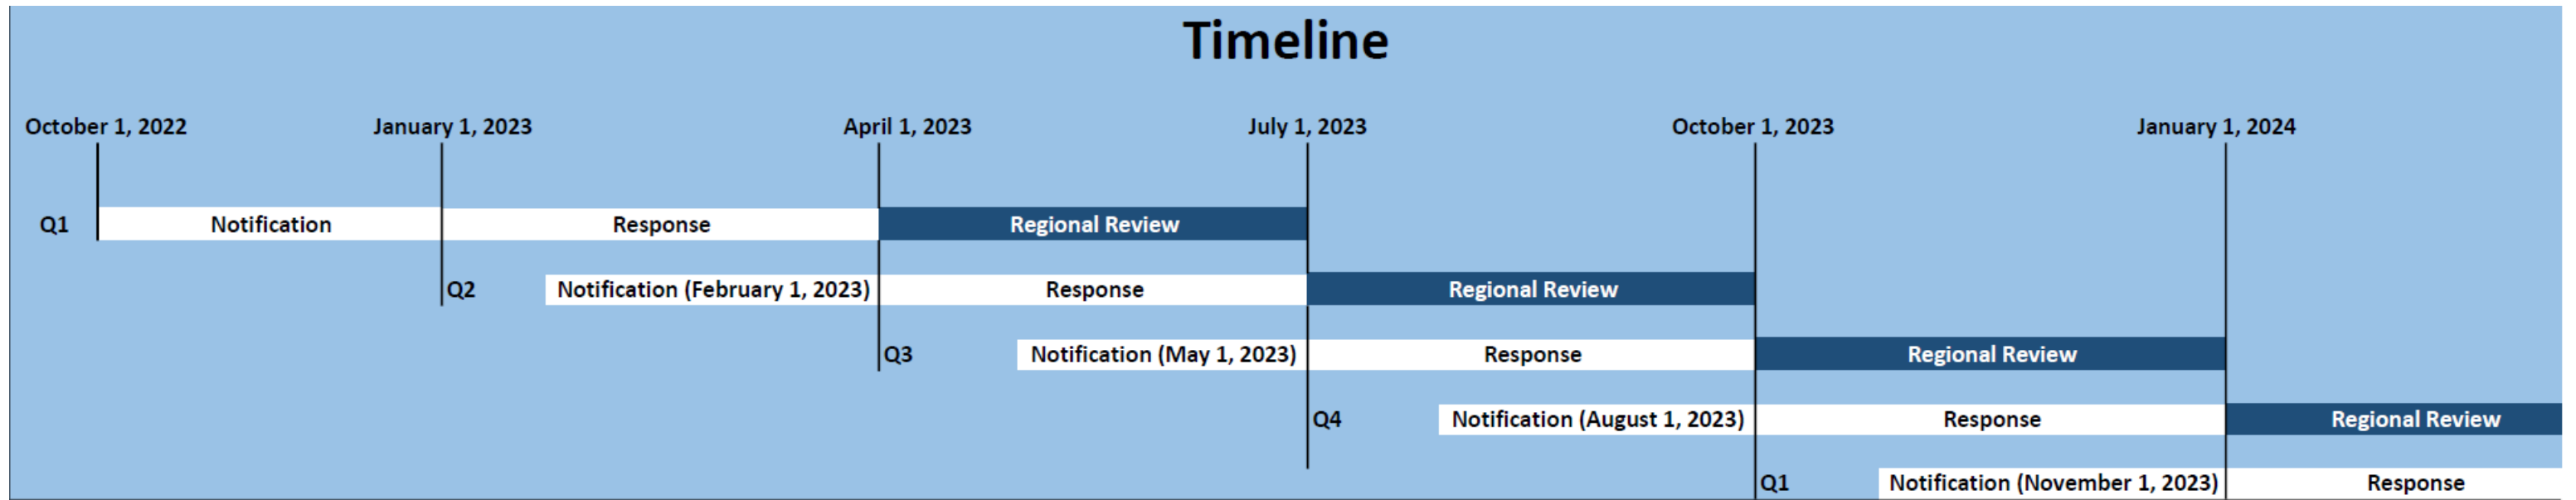 Timeline
October 1, 2022 January 1, 2023 April 1, 2023 July 1, 2023 October 1, 2023 January 1, 2024
Q1 Notification Response Regional Review
Q2 Notification (February 1, 2023) Response Regional Review
Q3 Notification (May 1, 2023) Response Regional Review
Q4 Notification (August 1, 2023) Response Regional Review
Q1 Notification (November 1, 2023) Response